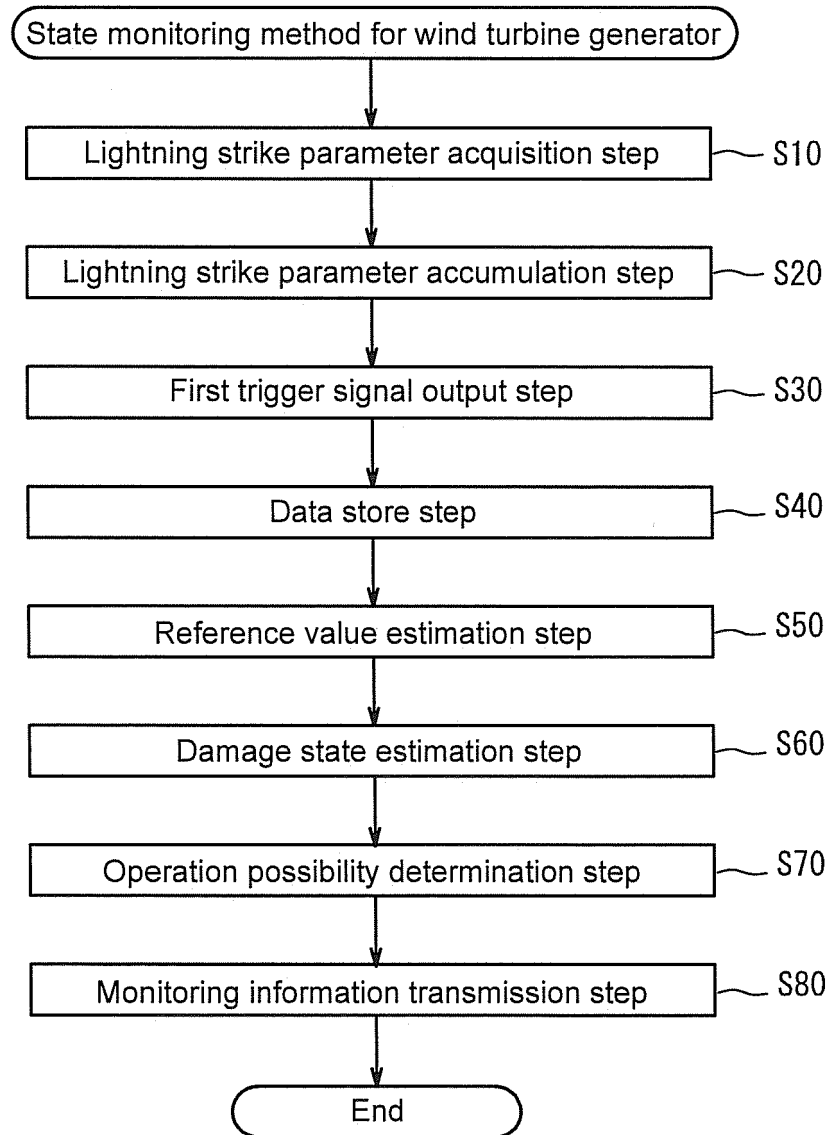 State monitoring method for wind turbine generator
Lightning strike parameter acquisition step S10
Lightning strike parameter accumulation step S20
First trigger signal output step S30
Data store step S40
Reference value estimation step S50
Damage state estimation step S60
Operation possibility determination step S70
Monitoring information transmission step S80
End